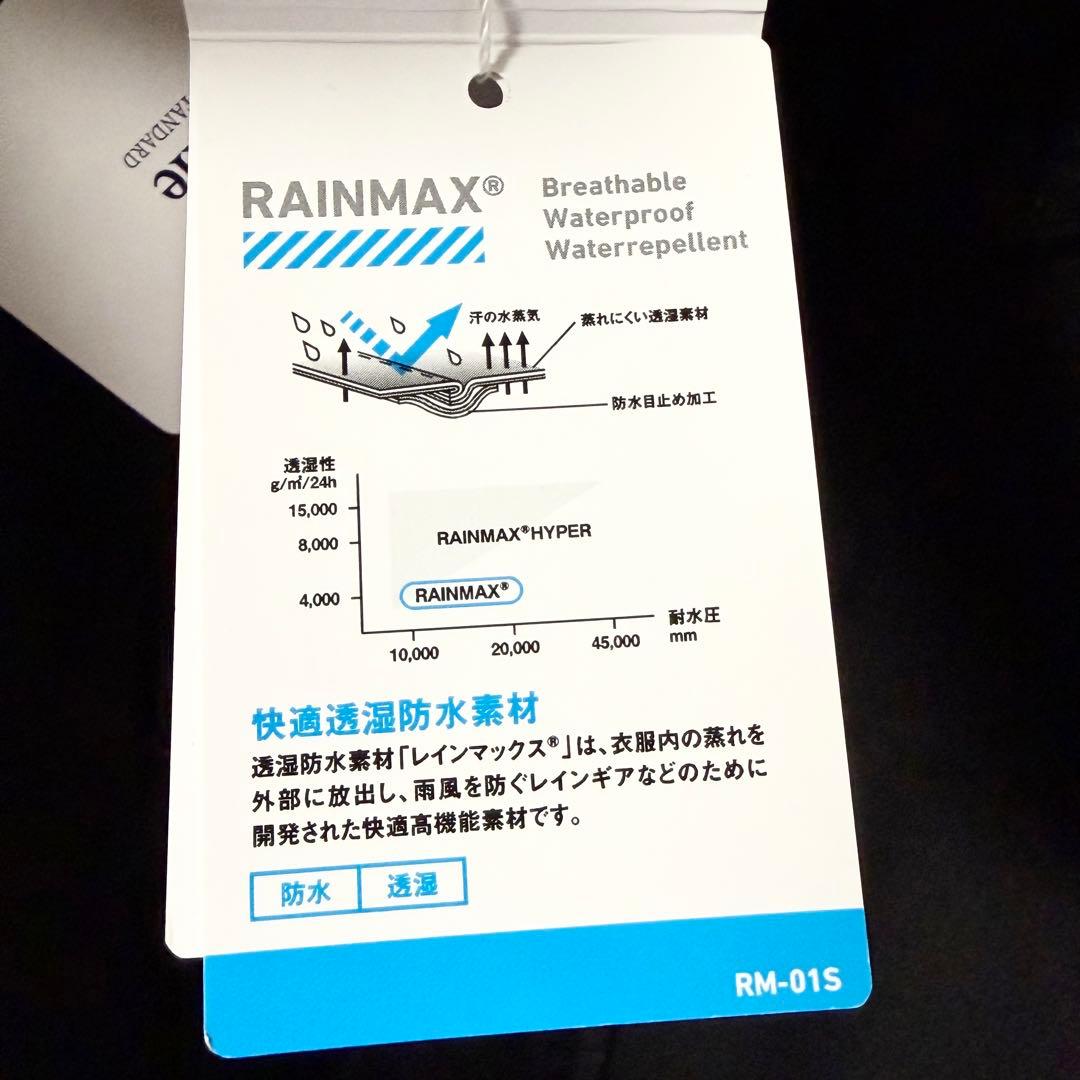 RAINMAX®
Breathable
Waterproof
Waterrepellent
汗の水蒸気
蒸れにくい透湿素材
防水目止め加工
透湿性
g/㎡/24h
15,000
8,000
4,000
RAINMAX®HYPER
RAINMAX®
耐水圧
mm
10,000
20,000
45,000
快適透湿防水素材
透湿防水素材「レインマックス®」は、衣服内の蒸れを
外部に放出し、雨風を防ぐレインギアなどのために
開発された快適高機能素材です。
防水
透湿
RM-01S